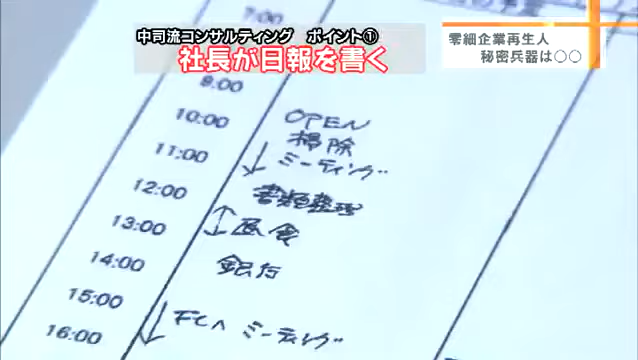 中司流コンサルティング ポイント①
社長が日報を書く
零細企業再生人
秘密兵器は〇〇
7:00
9:00
10:00 OPEN
掃除
11:00 ミーティング
12:00 書類整理
13:00 昼食
14:00 銀行
15:00
16:00 ミーティング